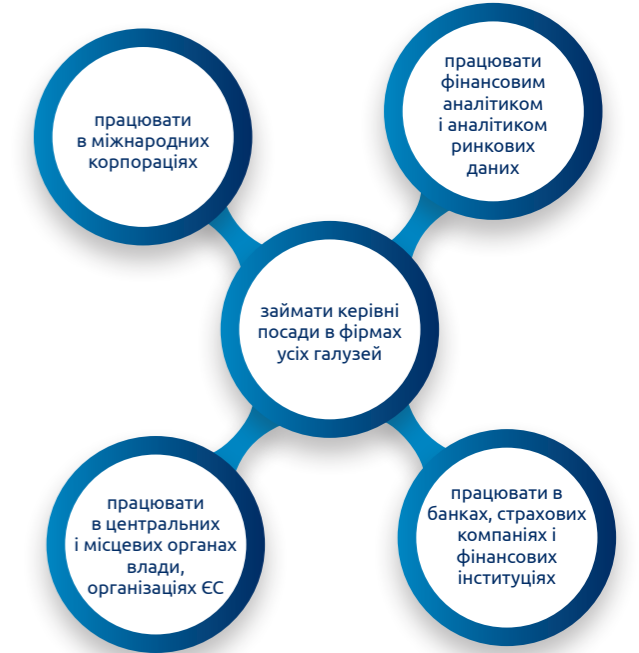 працювати
в міжнародних
корпораціях
працювати
фінансовим
аналітиком
і аналітиком
ринкових
даних
займати керівні
посади в фірмах
усіх галузей
працювати
в центральних
і місцевих органах
влади,
організаціях ЄС
працювати в
банках, страхових
компаніях і
фінансових
інституціях